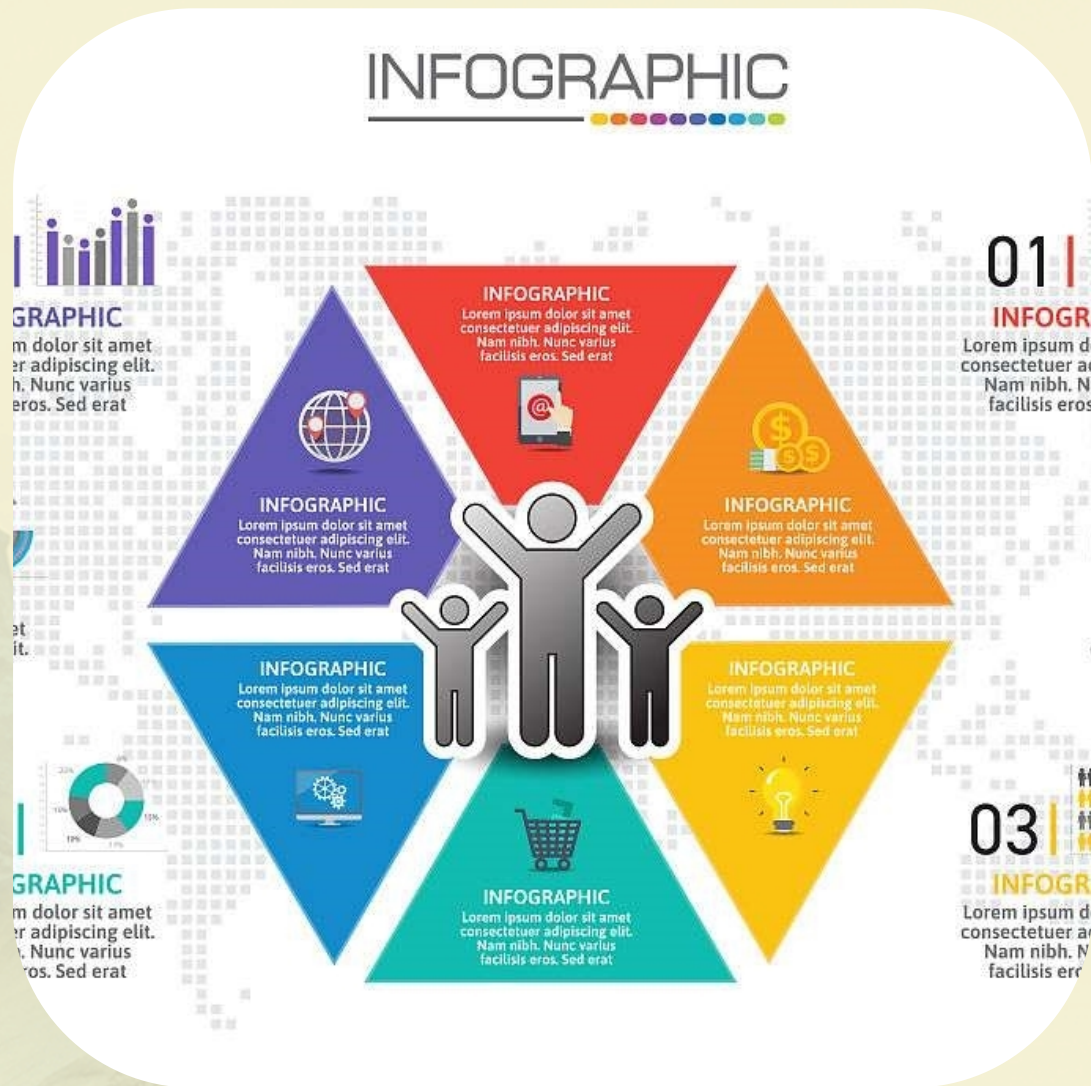 INFOGRAPHIC
01
INFOGR
Lorem ipsum d
consectetuer a
Nam nibh. N
facilisis eros
GRAPHIC
m dolor sit amet
er adipiscing elit.
h. Nunc varius
eros. Sed erat
INFOGRAPHIC
Lorem ipsum dolor sit amet
consectetuer adipiscing elit.
Nam nibh. Nunc varius
facilisis eros. Sed erat
INFOGRAPHIC
Lorem ipsum dolor sit amet
consectetuer adipiscing elit.
Nam nibh. Nunc varius
facilisis eros. Sed erat
INFOGRAPHIC
Lorem ipsum dolor sit amet
consectetuer adipiscing elit.
Nam nibh. Nunc varius
facilisis eros. Sed erat
et
it.
INFOGRAPHIC
Lorem ipsum dolor sit amet
consectetuer adipiscing elit.
Nam nibh. Nunc varius
facilisis eros. Sed erat
INFOGRAPHIC
Lorem ipsum dolor sit amet
consectetuer adipiscing elit.
Nam nibh. Nunc varius
facilisis eros. Sed erat
INFOGRAPHIC
Lorem ipsum dolor sit amet
consectetuer adipiscing elit.
Nam nibh. Nunc varius
facilisis eros. Sed erat
GRAPHIC
m dolor sit amet
er adipiscing elit.
. Nunc varius
ros. Sed erat
03
INFOGR
Lorem ipsum d
consectetuer a
Nam nibh. N
facilisis er